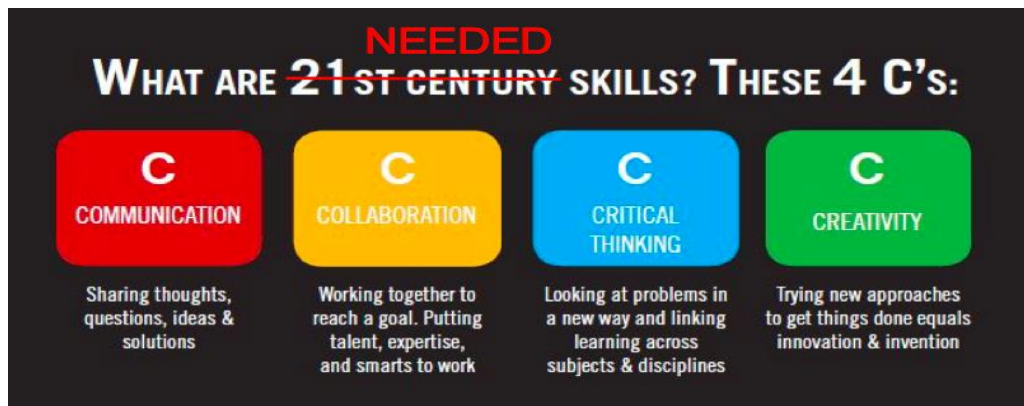 NEEDED
WHAT ARE 21ST CENTURY SKILLS? THESE 4 C'S:
C
COMMUNICATION
Sharing thoughts,
questions, ideas &
solutions
C
COLLABORATION
Working together to
reach a goal. Putting
talent, expertise,
and smarts to work
C
CRITICAL
THINKING
Looking at problems in
a new way and linking
learning across
subjects & disciplines
C
CREATIVITY
Trying new approaches
to get things done equals
innovation & invention